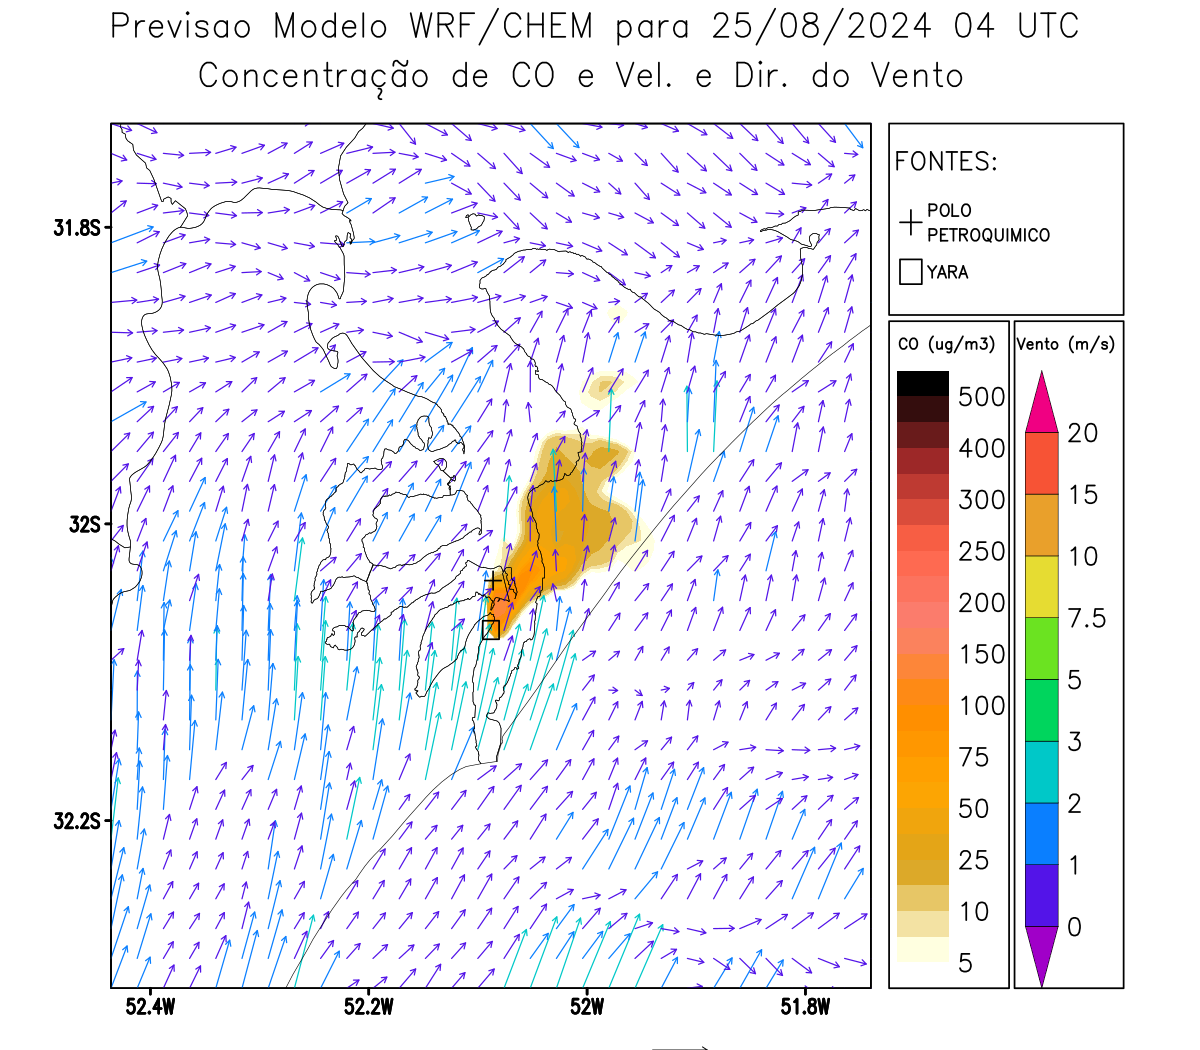 Previsao Modelo WRF/CHEM para 25/08/2024 04 UTC
Concentração de CO e Vel. e Dir. do Vento
FONTES:
POLO
PETROQUIMICO
YARA
CO (ug/m3)
500
400
300
250
200
150
100
75
50
25
10
5
Vento (m/s)
20
15
10
7.5
5
3
2
1
0
31.8S
32S
32.2S
52.4W
52.2W
52W
51.8W